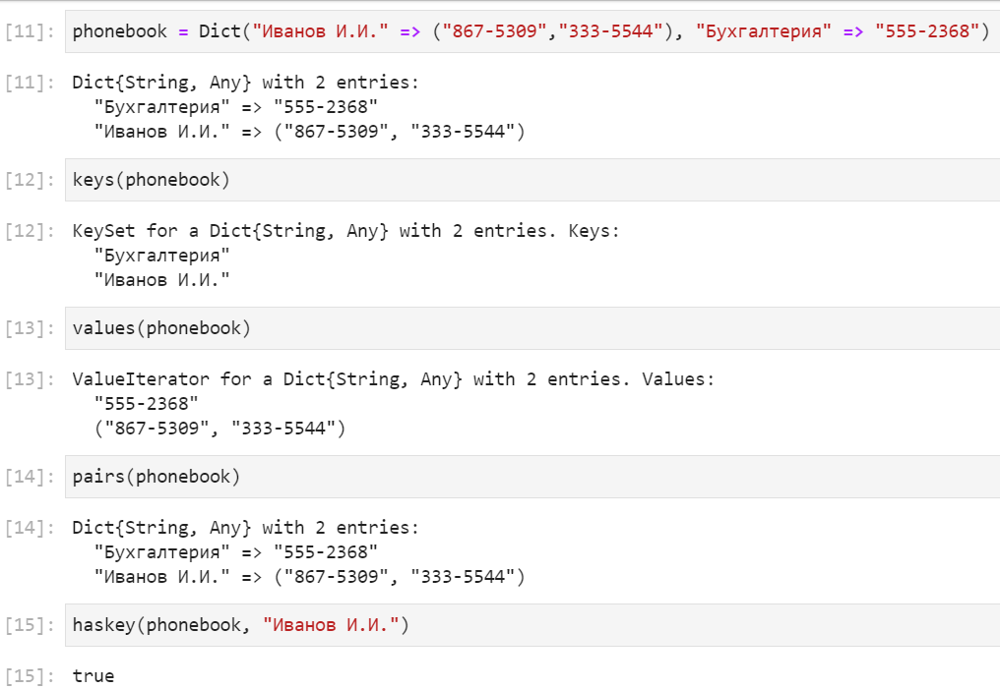 [11]: phonebook = Dict("Иванов И.И." => ("867-5309","333-5544"), "Бухгалтерия" => "555-2368")
[11]: Dict{String, Any} with 2 entries:
"Бухгалтерия" => "555-2368"
"Иванов И.И." => ("867-5309", "333-5544")
[12]: keys(phonebook)
[12]: KeySet for a Dict{String, Any} with 2 entries. Keys:
"Бухгалтерия"
"Иванов И.И."
[13]: values(phonebook)
[13]: ValueIterator for a Dict{String, Any} with 2 entries. Values:
"555-2368"
("867-5309", "333-5544")
[14]: pairs(phonebook)
[14]: Dict{String, Any} with 2 entries:
"Бухгалтерия" => "555-2368"
"Иванов И.И." => ("867-5309", "333-5544")
[15]: haskey(phonebook, "Иванов И.И.")
[15]: true